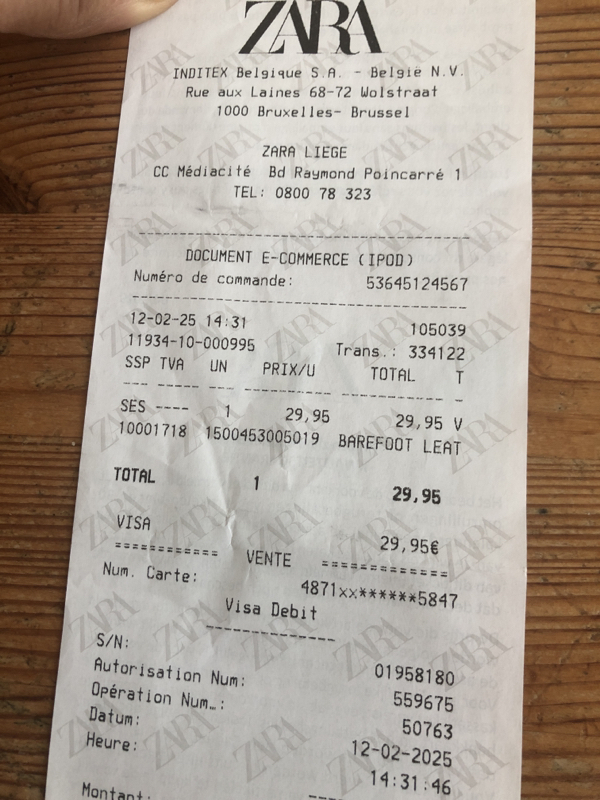 ZARA
INDITEX Belgique S.A. - België N.V.
Rue aux Laines 68-72 Wolstraat
1000 Bruxelles- Brussel
ZARA LIEGE
CC Médiacité Bd Raymond Poincarré 1
TEL: 0800 78 323
DOCUMENT E-COMMERCE (IPOD)
Numéro de commande: 53645124567
12-02-25 14:31 105039
11934-10-000995 Trans.: 334122
SSP TVA UN PRIX/U TOTAL T
SES ---- 1 29,95 29,95 V
10001718 1500453005019 BAREFOOT LEAT
TOTAL 1 29,95
VISA 29,95€
============ VENTE =============
Num. Carte: 4871xx******5847
Visa Debit
S/N: 01958180
Autorisation Num: 559675
Opération Num.: 50763
Datum: 12-02-2025
Heure: 14:31:46
Montant: